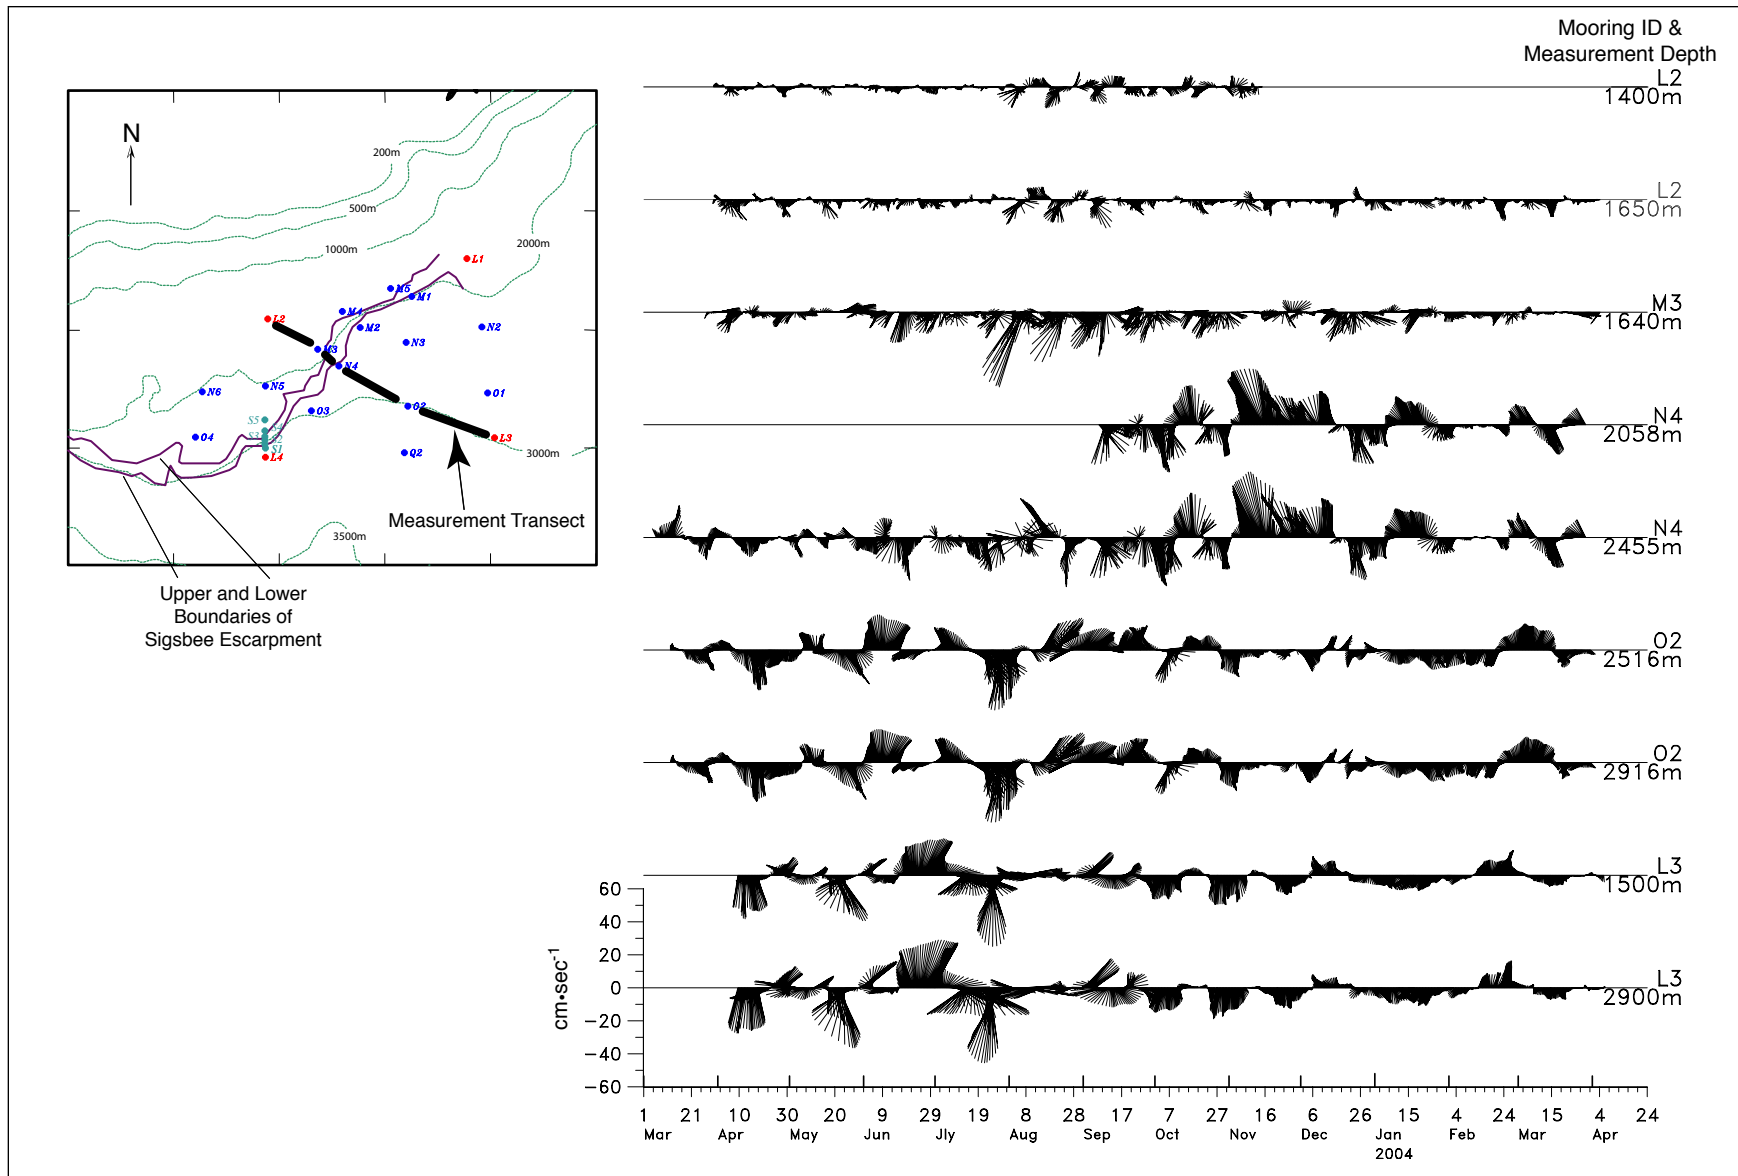 Mooring ID &
Measurement Depth
L2
1400m
L2
1650m
M3
1640m
N4
2058m
N4
2455m
O2
2516m
O2
2916m
L3
1500m
L3
2900m
N
200m
500m
1000m
2000m
3000m
3500m
L1
M5
M1
M4
M2
L2
N2
N3
M3
N4
N5
N6
O1
O2
O3
O4
S5
S4
S3
S2
S1
L3
L4
Q2
Measurement Transect
Upper and Lower
Boundaries of
Sigsbee Escarpment
cm•sec-1
60
40
20
0
−20
−40
−60
1 21 10 30 20 9 29 19 8 28 17 7 27 16 6 26 15 4 24 15 4 24
Mar Apr May Jun Jly Aug Sep Oct Nov Dec Jan Feb Mar Apr
2004